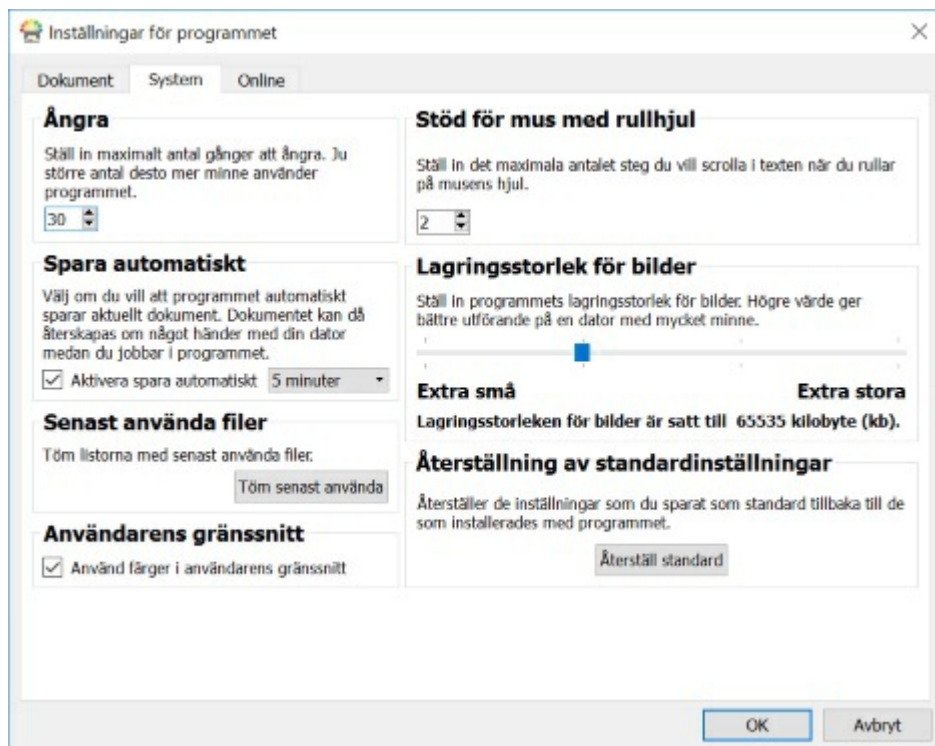 Inställningar för programmet
Dokument System Online
Ångra
Ställ in maximalt antal gånger att ångra. Ju
större antal desto mer minne använder
programmet.
30
Spara automatiskt
Välj om du vill att programmet automatiskt
sparar aktuellt dokument. Dokumentet kan då
återskapas om något händer med din dator
medan du jobbar i programmet.
Aktivera spara automatiskt 5 minuter
Senast använda filer
Töm listorna med senast använda filer.
Töm senast använda
Användarens gränssnitt
Använd färger i användarens gränssnitt
Stöd för mus med rullhjul
Ställ in det maximala antalet steg du vill scrolla i texten når du rullar
på musens hjul.
2
Lagringsstorlek för bilder
Ställ in programmets lagringsstorlek för bilder. Högre värde ger
bättre utförande på en dator med mycket minne.
Extra små Extra stora
Lagringsstorleken för bilder är satt till 65535 kilobyte (kb).
Återställning av standardinställningar
Återställer de inställningar som du sparat som standard tillbaka till de
som installerades med programmet.
Återställ standard
OK Avbryt